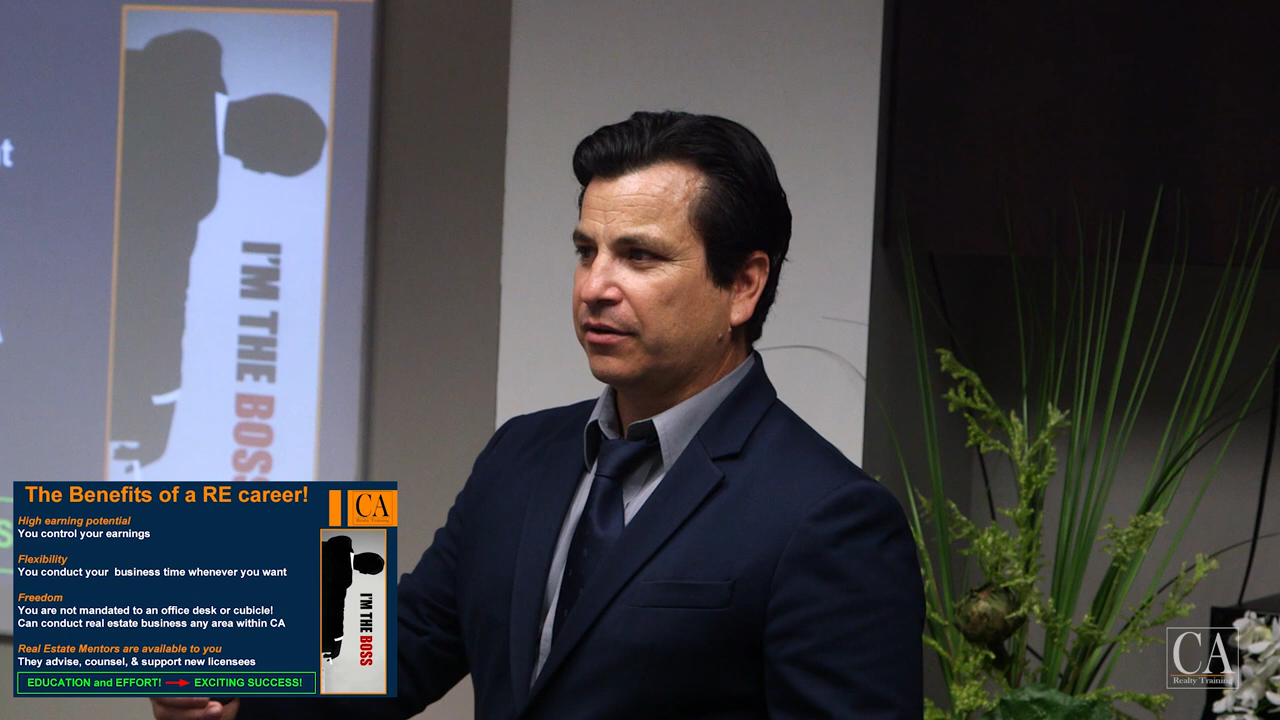 I'M THE BOSS
The Benefits of a RE career!
CA
Realty Training
High earning potential
You control your earnings
Flexibility
You conduct your business time whenever you want
Freedom
You are not mandated to an office desk or cubicle!
Can conduct real estate business any area within CA
Real Estate Mentors are available to you
They advise, counsel, & support new licensees
EDUCATION and EFFORT! → EXCITING SUCCESS!
I'M THE BOSS
CA
Realty Training